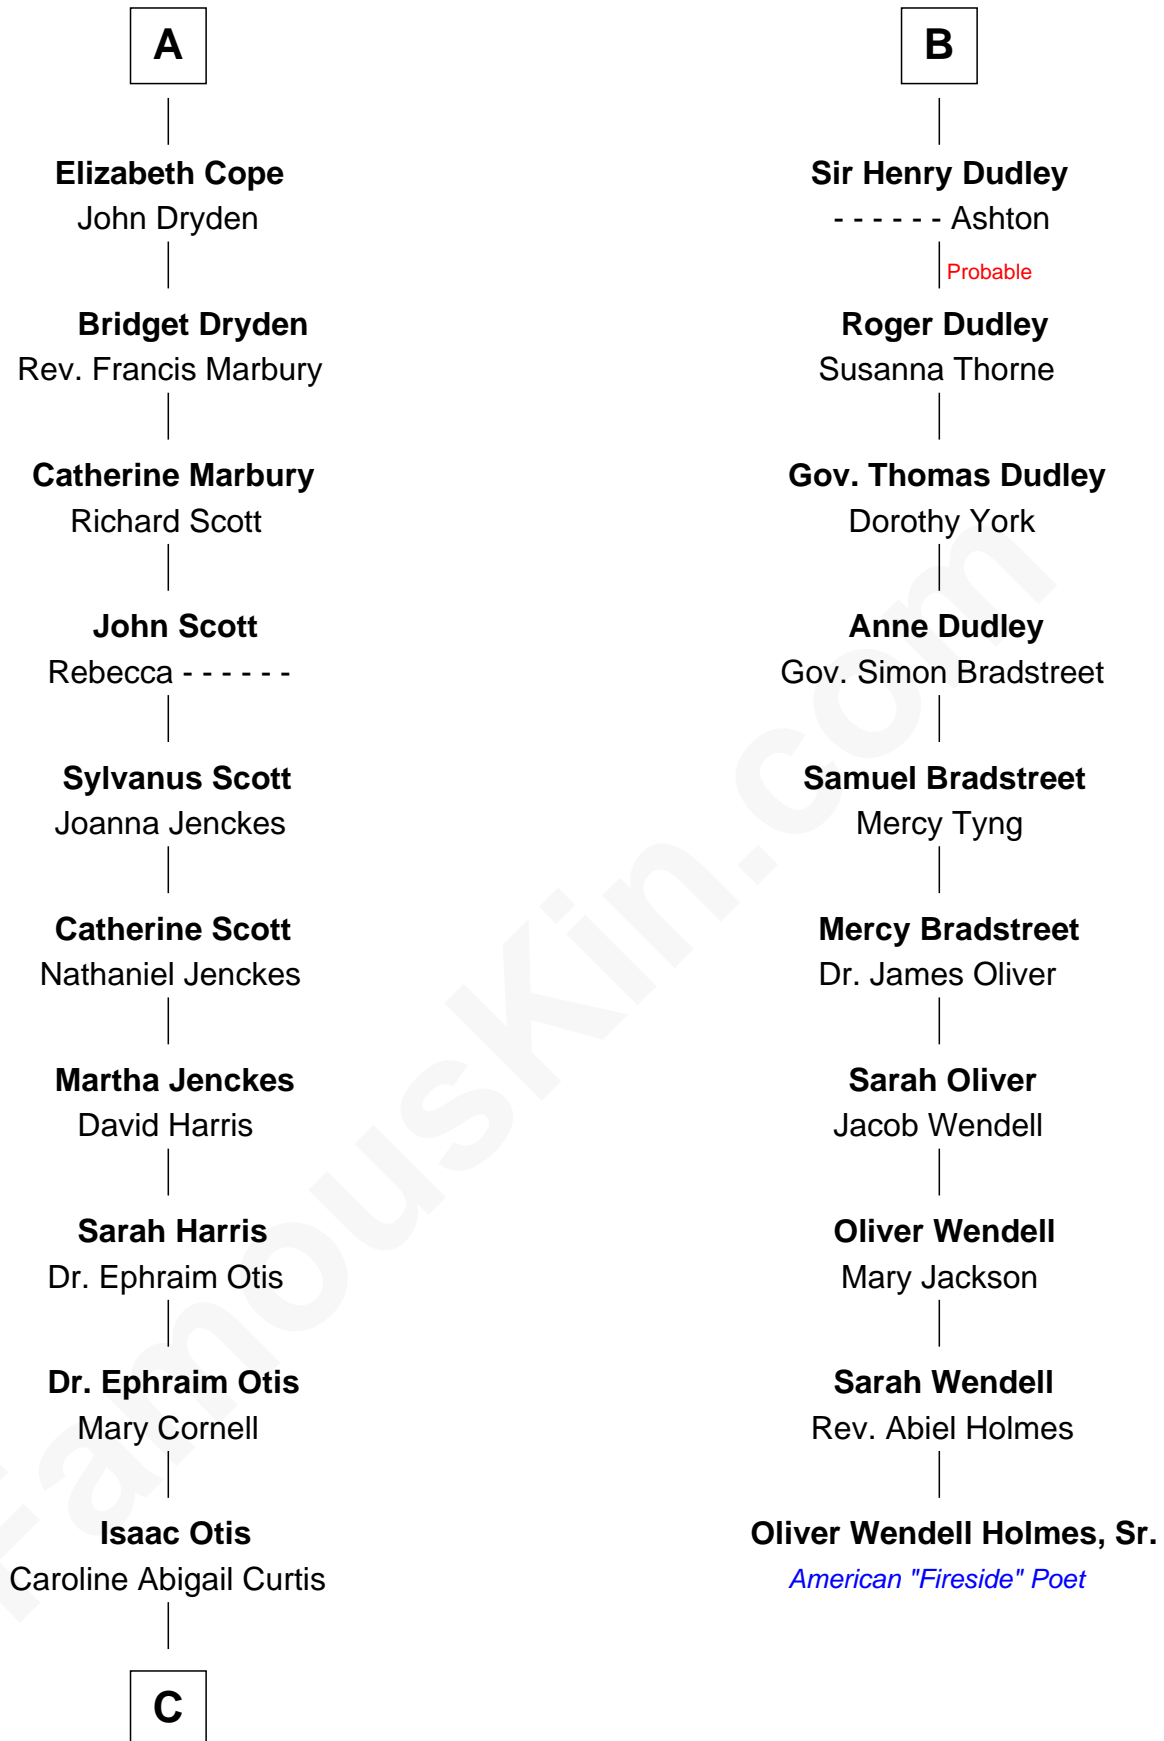 A
Elizabeth Cope
John Dryden
Bridget Dryden
Rev. Francis Marbury
Catherine Marbury
Richard Scott
John Scott
Rebecca - - - - - -
Sylvanus Scott
Joanna Jenckes
Catherine Scott
Nathaniel Jenckes
Martha Jenckes
David Harris
Sarah Harris
Dr. Ephraim Otis
Dr. Ephraim Otis
Mary Cornell
Isaac Otis
Caroline Abigail Curtis
C
B
Sir Henry Dudley
- - - - - - Ashton
Probable
Roger Dudley
Susanna Thorne
Gov. Thomas Dudley
Dorothy York
Anne Dudley
Gov. Simon Bradstreet
Samuel Bradstreet
Mercy Tyng
Mercy Bradstreet
Dr. James Oliver
Sarah Oliver
Jacob Wendell
Oliver Wendell
Mary Jackson
Sarah Wendell
Rev. Abiel Holmes
Oliver Wendell Holmes, Sr.
American "Fireside" Poet
FamousKin.com